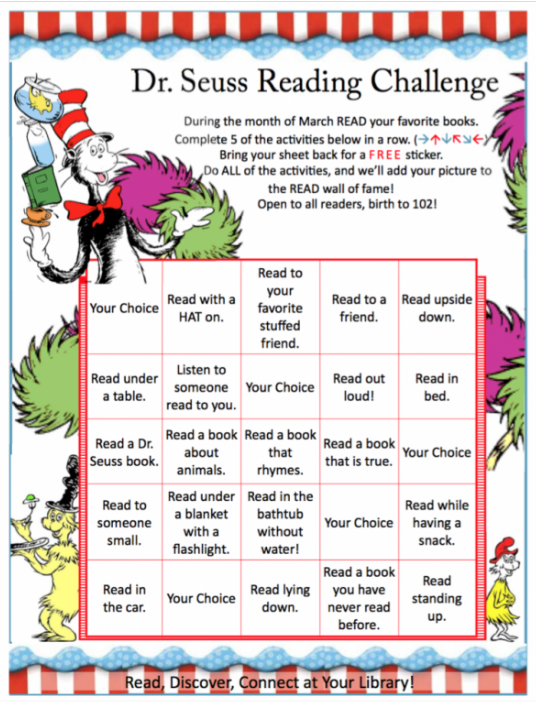 Dr. Seuss Reading Challenge
During the month of March READ your favorite books.
Complete 5 of the activities below in a row. (→↑↓↖↘←)
Bring your sheet back for a FREE sticker.
Do ALL of the activities, and we'll add your picture to
the READ wall of fame!
Open to all readers, birth to 102!
Your Choice
Read with a
HAT on.
Read to
your
favorite
stuffed
friend.
Read to a
friend.
Read upside
down.
Read under
a table.
Listen to
someone
read to you.
Your Choice
Read out
loud!
Read in
bed.
Read a Dr.
Seuss book.
Read a book
about
animals.
Read a book
that
rhymes.
Read a book
that is true.
Your Choice
Read to
someone
small.
Read under
a blanket
with a
flashlight.
Read in the
bathtub
without
water!
Your Choice
Read while
having a
snack.
Read in
the car.
Your Choice
Read lying
down.
Read a book
you have
never read
before.
Read
standing
up.
Read, Discover, Connect at Your Library!